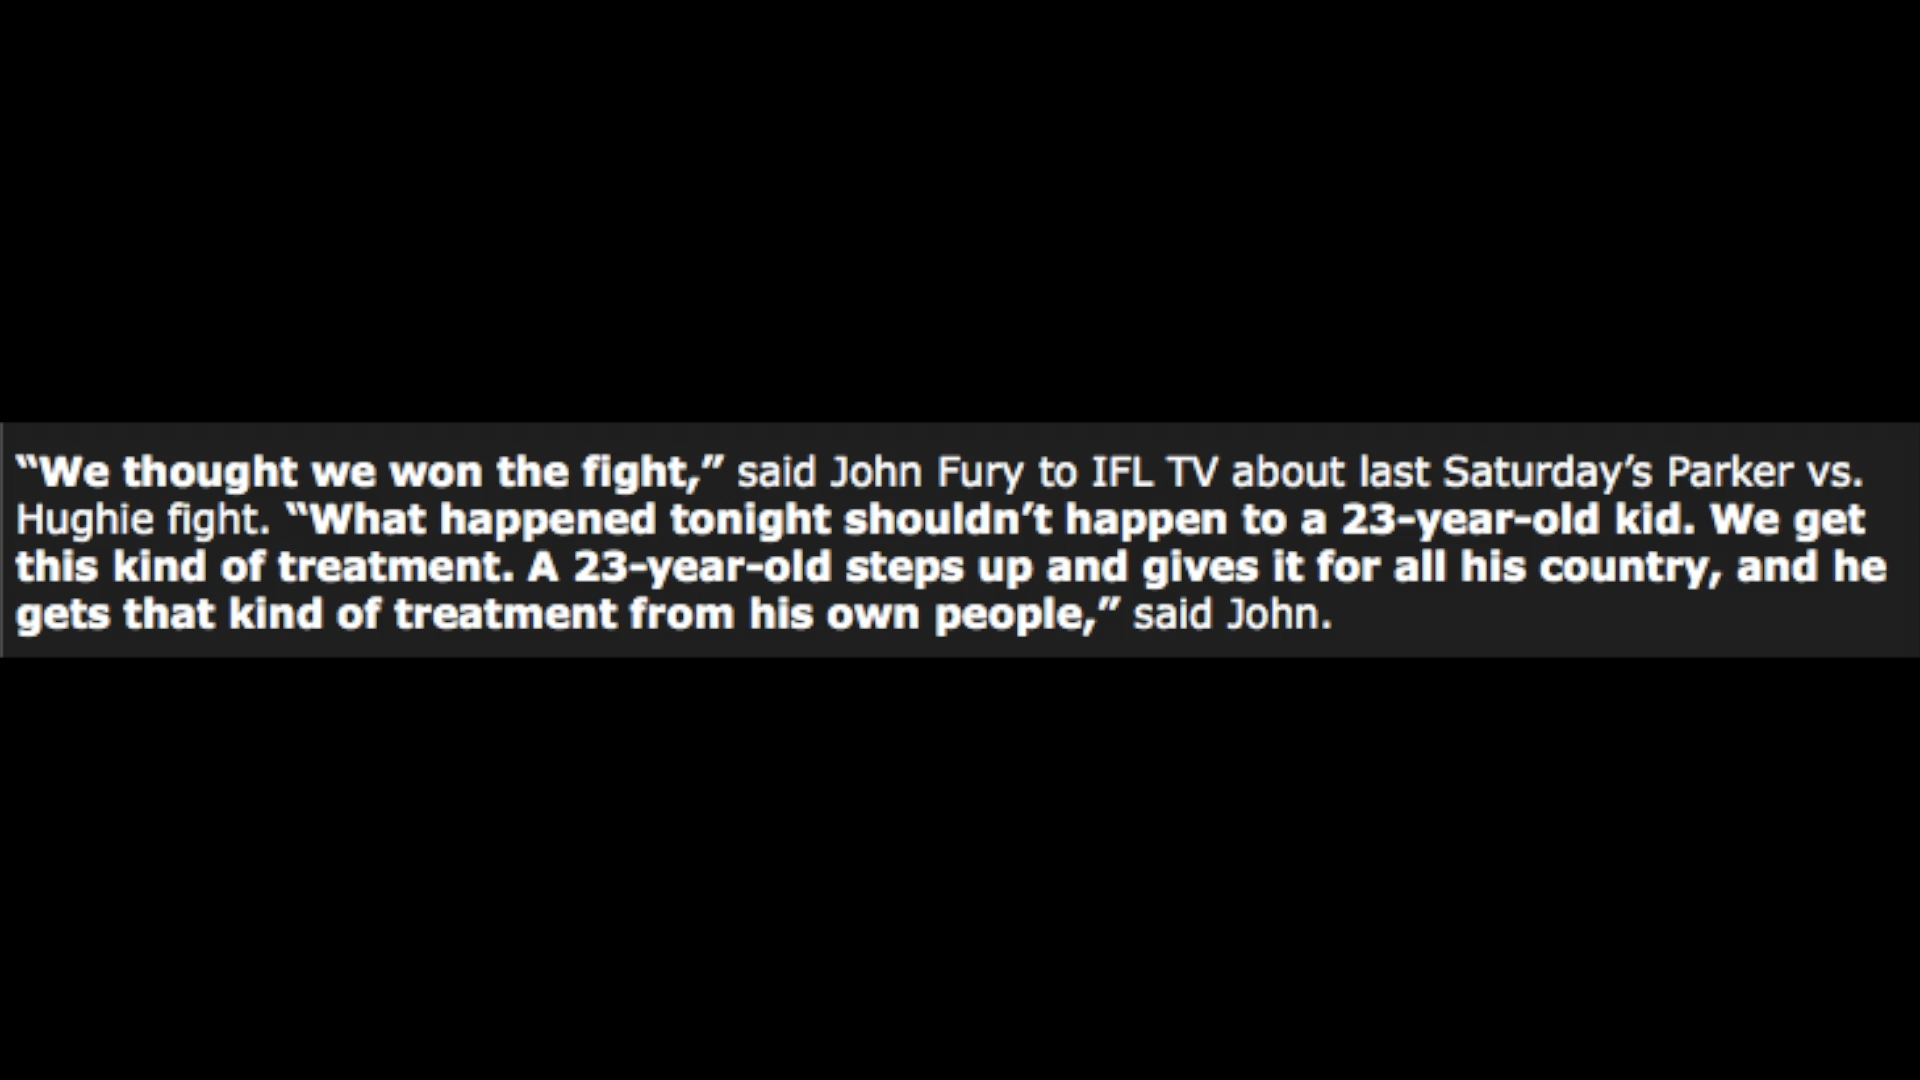 “We thought we won the fight,” said John Fury to IFL TV about last Saturday’s Parker vs.
Hughie fight. “What happened tonight shouldn’t happen to a 23-year-old kid. We get
this kind of treatment. A 23-year-old steps up and gives it for all his country, and he
gets that kind of treatment from his own people,” said John.